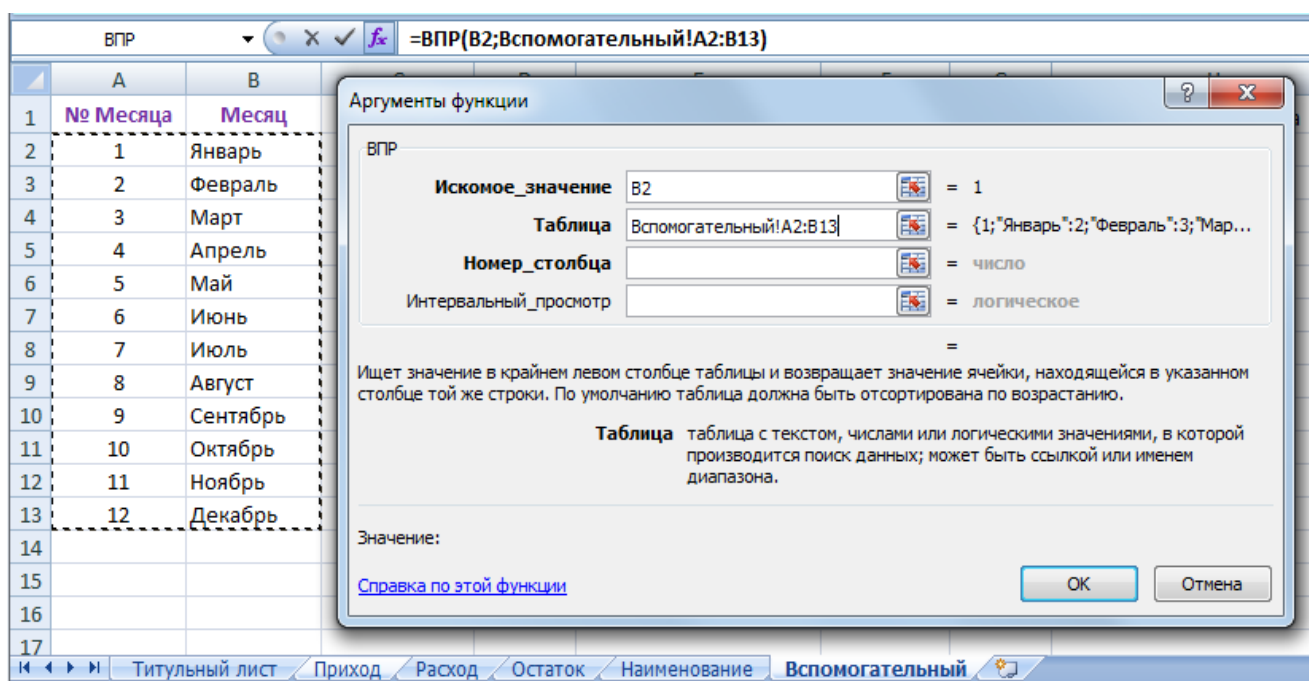 ВПР =ВПР(B2;Вспомогательный!A2:B13)
A B
1 № Месяца Месяц
2 1 Январь
3 2 Февраль
4 3 Март
5 4 Апрель
6 5 Май
7 6 Июнь
8 7 Июль
9 8 Август
10 9 Сентябрь
11 10 Октябрь
12 11 Ноябрь
13 12 Декабрь
14
15
16
17
Аргументы функции
ВПР
Искомое_значение B2 = 1
Таблица Вспомогательный!A2:B13 = {1;"Январь":2;"Февраль":3;"Мар...
Номер_столбца = число
Интервальный_просмотр = логическое
=
Ищет значение в крайнем левом столбце таблицы и возвращает значение ячейки, находящейся в указанном
столбце той же строки. По умолчанию таблица должна быть отсортирована по возрастанию.
Таблица таблица с текстом, числами или логическими значениями, в которой
производится поиск данных; может быть ссылкой или именем
диапазона.
Значение:
Справка по этой функции ОК Отмена
Титульный лист Приход Расход Остаток Наименование Вспомогательный